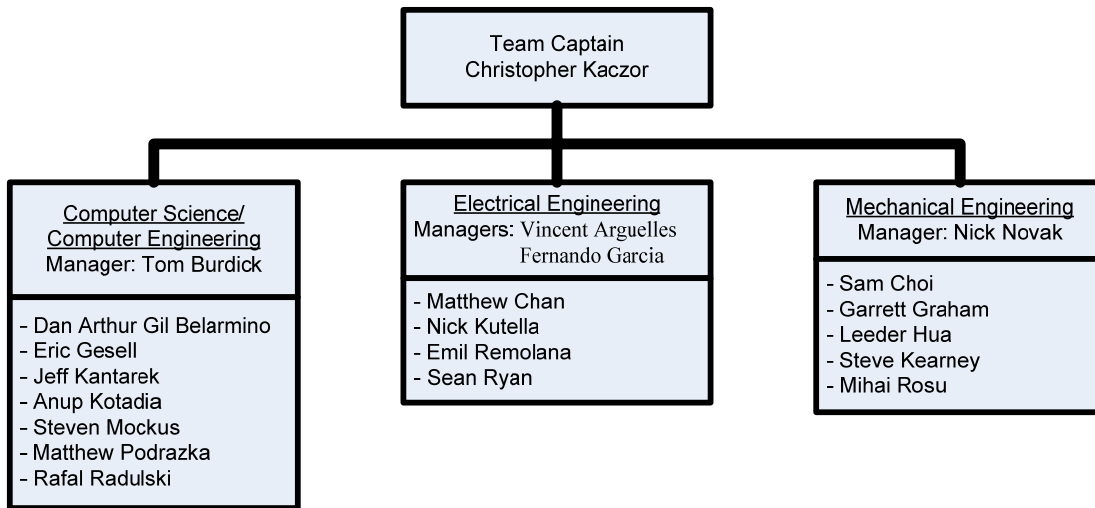 Team Captain
Christopher Kaczor
Computer Science/
Computer Engineering
Manager: Tom Burdick
- Dan Arthur Gil Belarmino
- Eric Gesell
- Jeff Kantarek
- Anup Kotadia
- Steven Mockus
- Matthew Podrazka
- Rafal Radulski
Electrical Engineering
Managers: Vincent Arguelles
Fernando Garcia
- Matthew Chan
- Nick Kutella
- Emil Remolana
- Sean Ryan
Mechanical Engineering
Manager: Nick Novak
- Sam Choi
- Garrett Graham
- Leeder Hua
- Steve Kearney
- Mihai Rosu